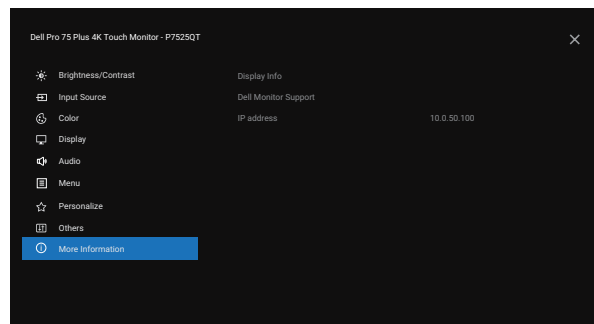 Dell Pro 75 Plus 4K Touch Monitor - P7525QT
Brightness/Contrast
Display Info
Input Source
Dell Monitor Support
Color
IP address 10.0.50.100
Display
Audio
Menu
Personalize
Others
More Information